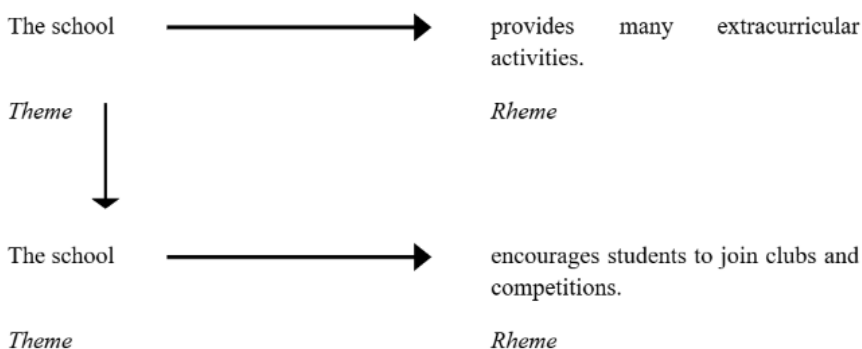 The school provides many extracurricular
activities.
Theme Rheme
The school encourages students to join clubs and
competitions.
Theme Rheme